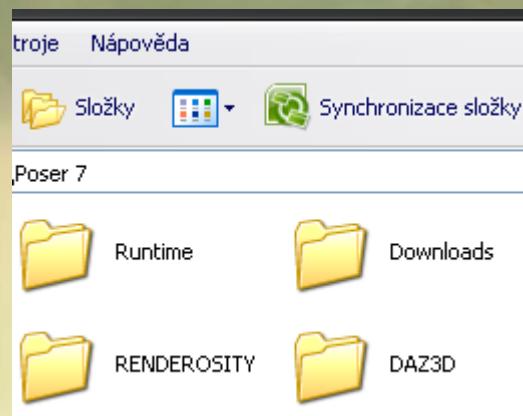 troje Nápověda
Složky Synchronizace složky
Poser 7
Runtime Downloads
RENDEROSITY DAZ3D